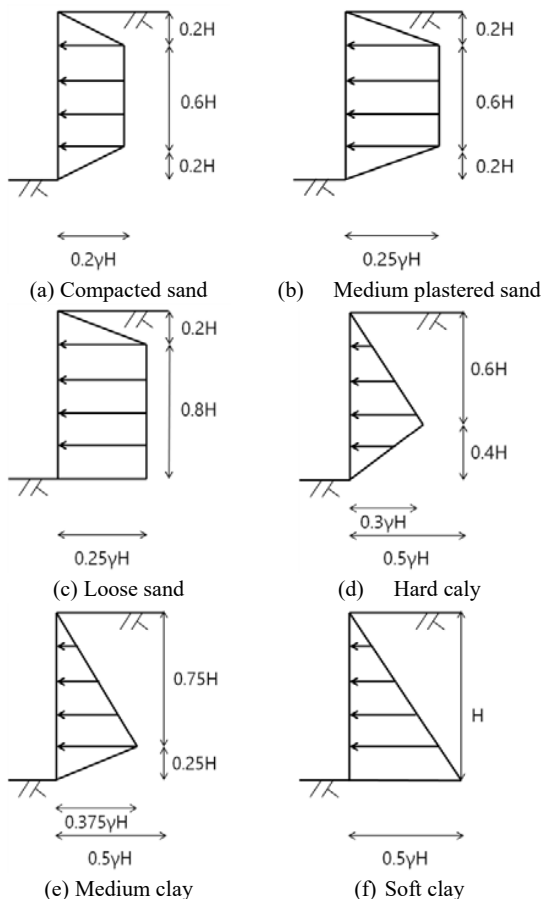 0.2H
0.6H
0.2H
0.2γH
(a) Compacted sand
0.2H
0.6H
0.2H
0.25γH
(b) Medium plastered sand
0.2H
0.8H
0.25γH
(c) Loose sand
0.6H
0.4H
0.3γH
0.5γH
(d) Hard caly
0.75H
0.25H
0.375γH
0.5γH
(e) Medium clay
H
0.5γH
(f) Soft clay